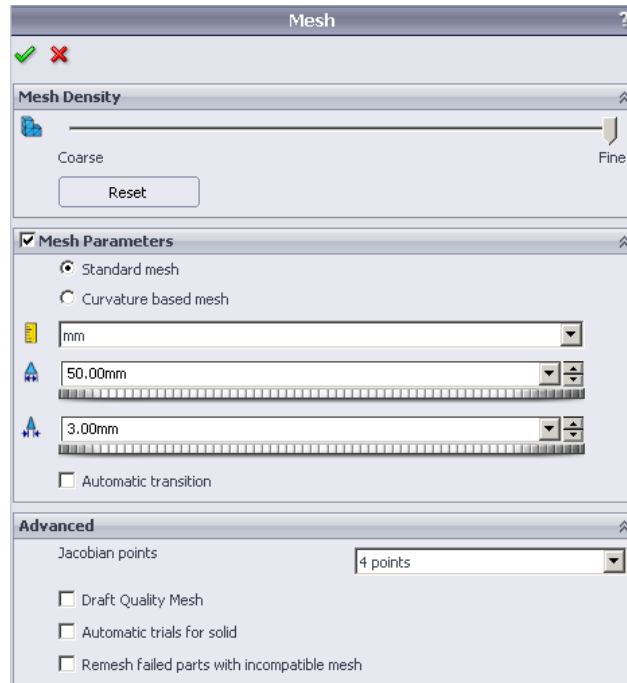 Mesh
?
Mesh Density
Coarse Fine
Reset
Mesh Parameters
Standard mesh
Curvature based mesh
mm
50.00mm
3.00mm
Automatic transition
Advanced
Jacobian points 4 points
Draft Quality Mesh
Automatic trials for solid
Remesh failed parts with incompatible mesh